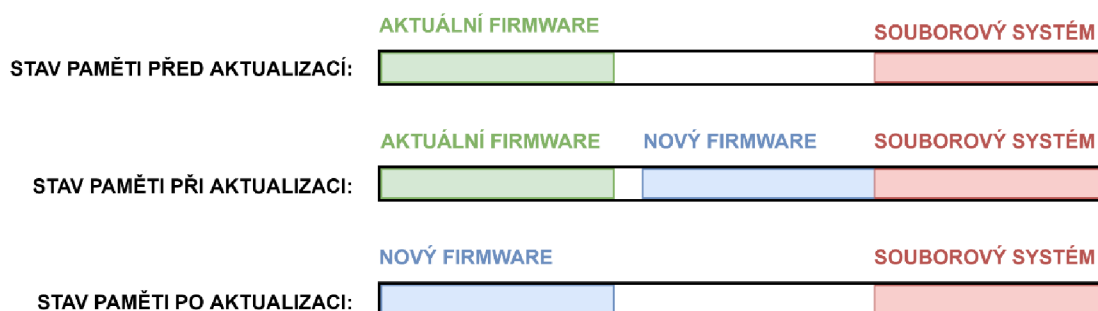 AKTUÁLNÍ FIRMWARE
SOUBOROVÝ SYSTÉM
STAV PAMĚTI PŘED AKTUALIZACÍ:
AKTUÁLNÍ FIRMWARE NOVÝ FIRMWARE SOUBOROVÝ SYSTÉM
STAV PAMĚTI PŘI AKTUALIZACI:
NOVÝ FIRMWARE SOUBOROVÝ SYSTÉM
STAV PAMĚTI PO AKTUALIZACI: